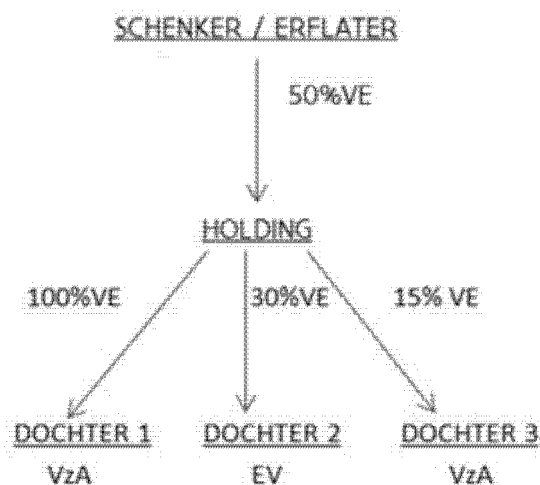 SCHENKER / ERFLATER
50%VE
HOLDING
100%VE 30%VE 15% VE
DOCHTER 1 DOCHTER 2 DOCHTER 3
VzA EV VzA